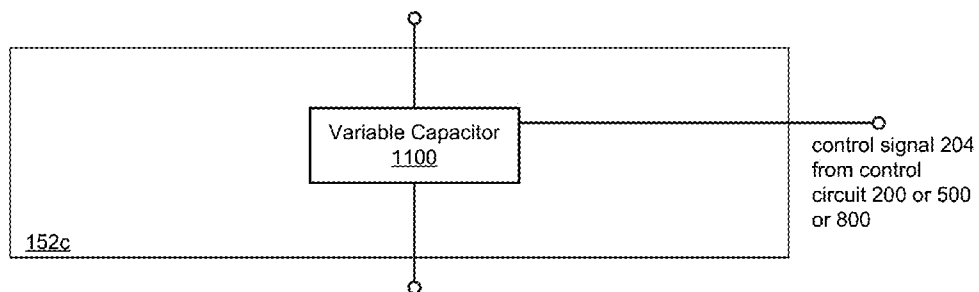 Variable Capacitor
1100
control signal 204
from control
circuit 200 or 500
or 800
152c